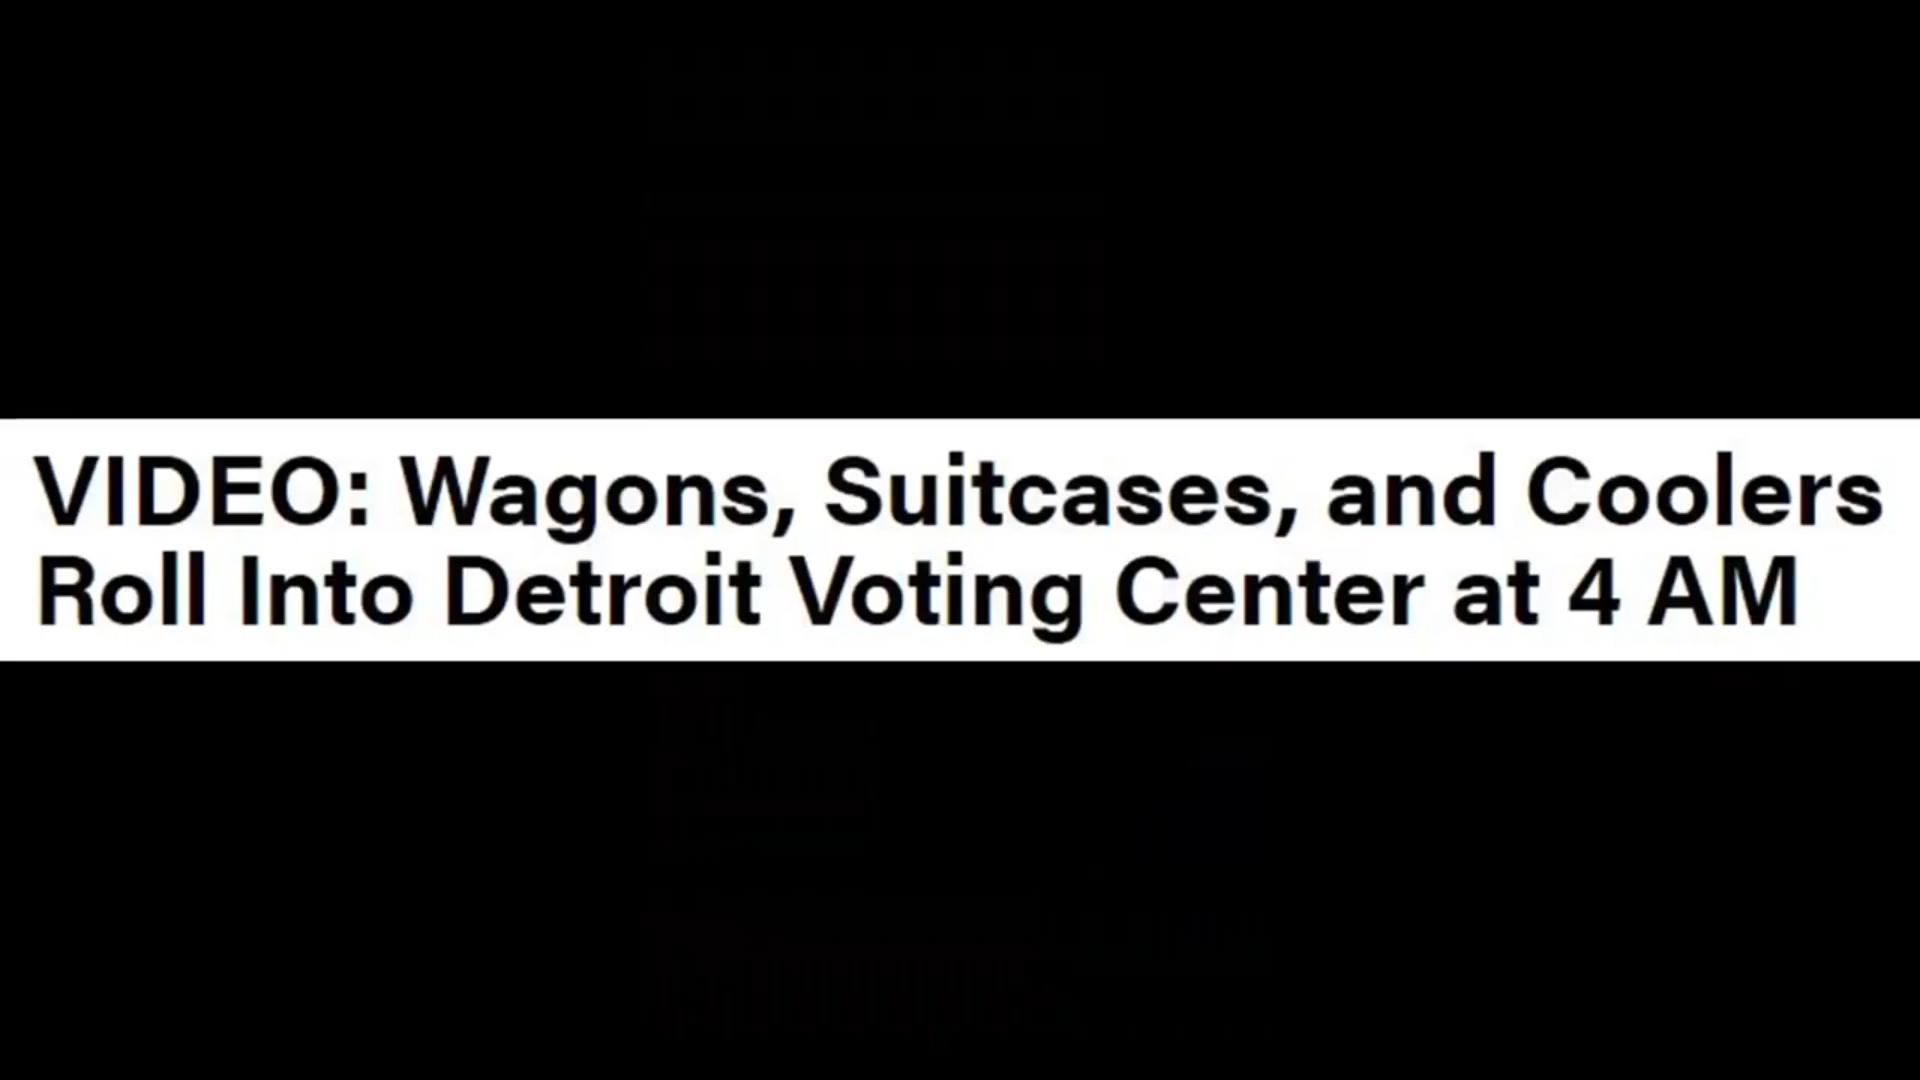 VIDEO: Wagons, Suitcases, and Coolers
Roll Into Detroit Voting Center at 4 AM